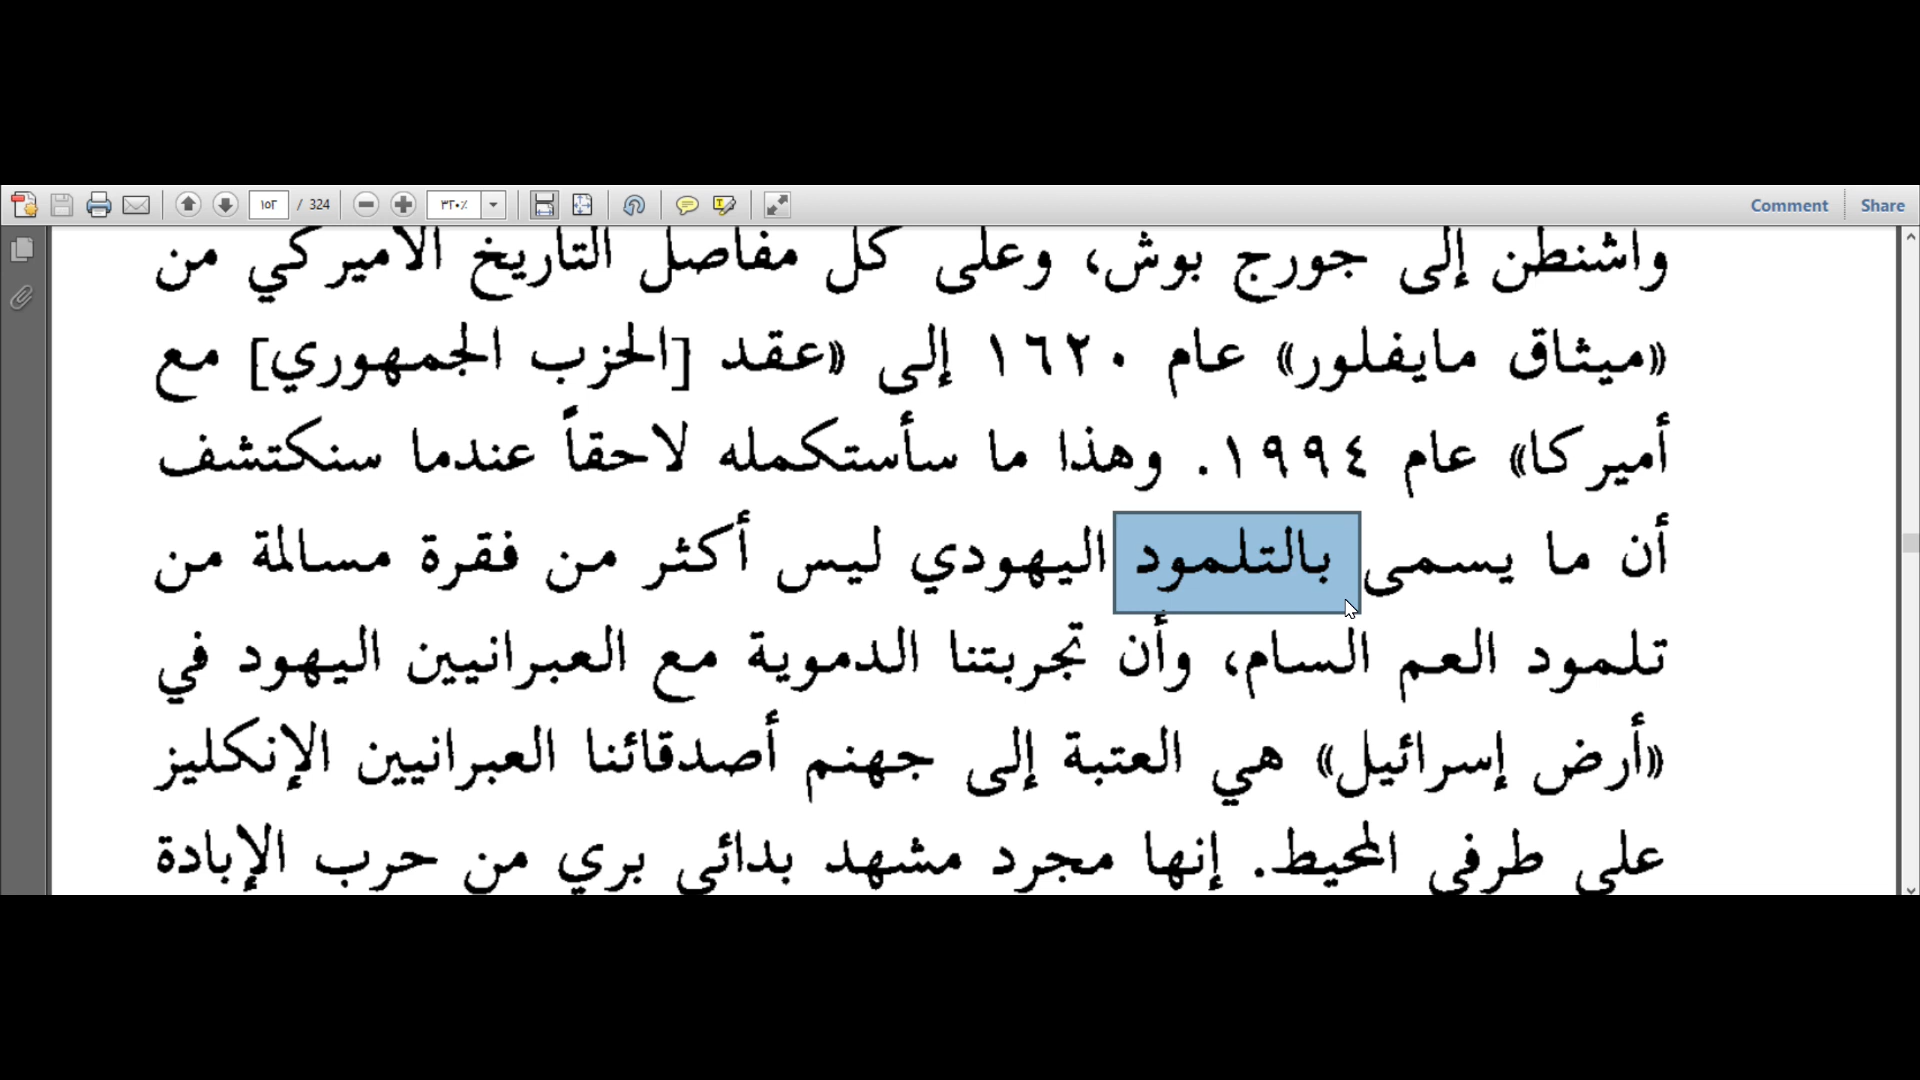 ١٥٢ / 324 ٣٢٠٪ Comment Share
واشنطن إلى جورج بوش، وعلى كل مفاصل التاريخ الأميركي من
«ميثاق مايفلور» عام ١٦٢٠ إلى «عقد [الحزب الجمهوري] مع
أميركا» عام ١٩٩٤. وهذا ما سأستكمله لاحقاً عندما سنكتشف
أن ما يسمى بالتلمود اليهودي ليس أكثر من فقرة مسالمة من
تلمود العم السام، وأن تجربتنا الدموية مع العبرانيين اليهود في
«أرض إسرائيل» هي العتبة إلى جهنم أصدقائنا العبرانيين الإنكليز
على طرفي المحيط. إنها مجرد مشهد بدائي بري من حرب الإبادة